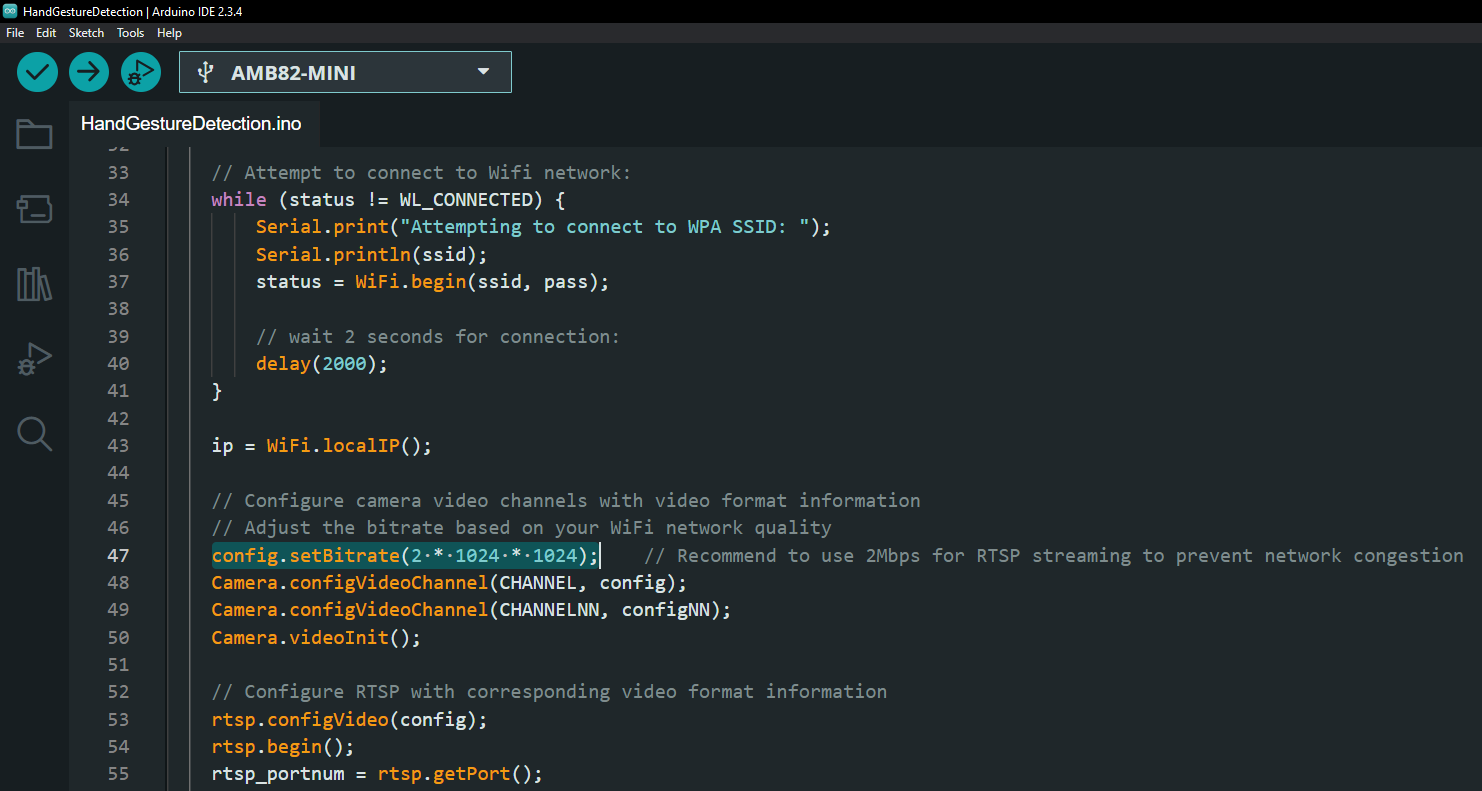 HandGestureDetection | Arduino IDE 2.3.4
File Edit Sketch Tools Help
AMB82-MINI
HandGestureDetection.ino
32
33 // Attempt to connect to Wifi network:
34 while (status != WL_CONNECTED) {
35 Serial.print("Attempting to connect to WPA SSID: ");
36 Serial.println(ssid);
37 status = WiFi.begin(ssid, pass);
38
39 // wait 2 seconds for connection:
40 delay(2000);
41 }
42
43 ip = WiFi.localIP();
44
45 // Configure camera video channels with video format information
46 // Adjust the bitrate based on your WiFi network quality
47 config.setBitrate(2·*·1024·*·1024); // Recommend to use 2Mbps for RTSP streaming to prevent network congestion
48 Camera.configVideoChannel(CHANNEL, config);
49 Camera.configVideoChannel(CHANNELNN, configNN);
50 Camera.videoInit();
51
52 // Configure RTSP with corresponding video format information
53 rtsp.configVideo(config);
54 rtsp.begin();
55 rtsp_portnum = rtsp.getPort();